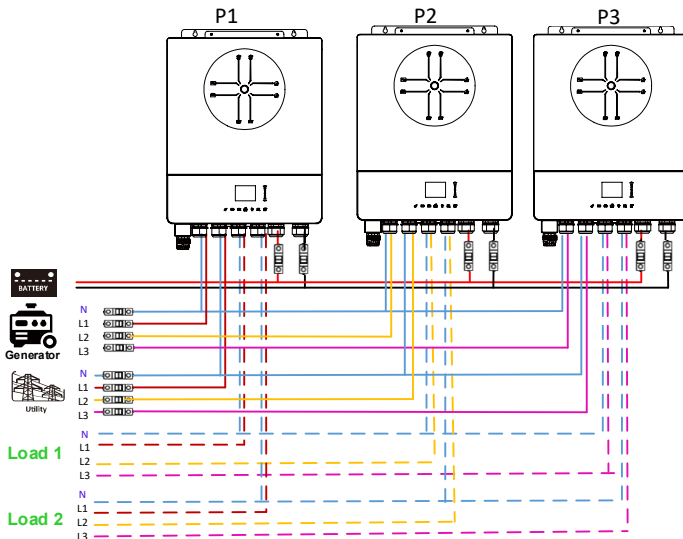 P1 P2 P3
BATTERY
N
L1
L2
L3
Generator
N
L1
L2
L3
Utility
N
L1
L2
L3
Load 1
N
L1
L2
L3
Load 2